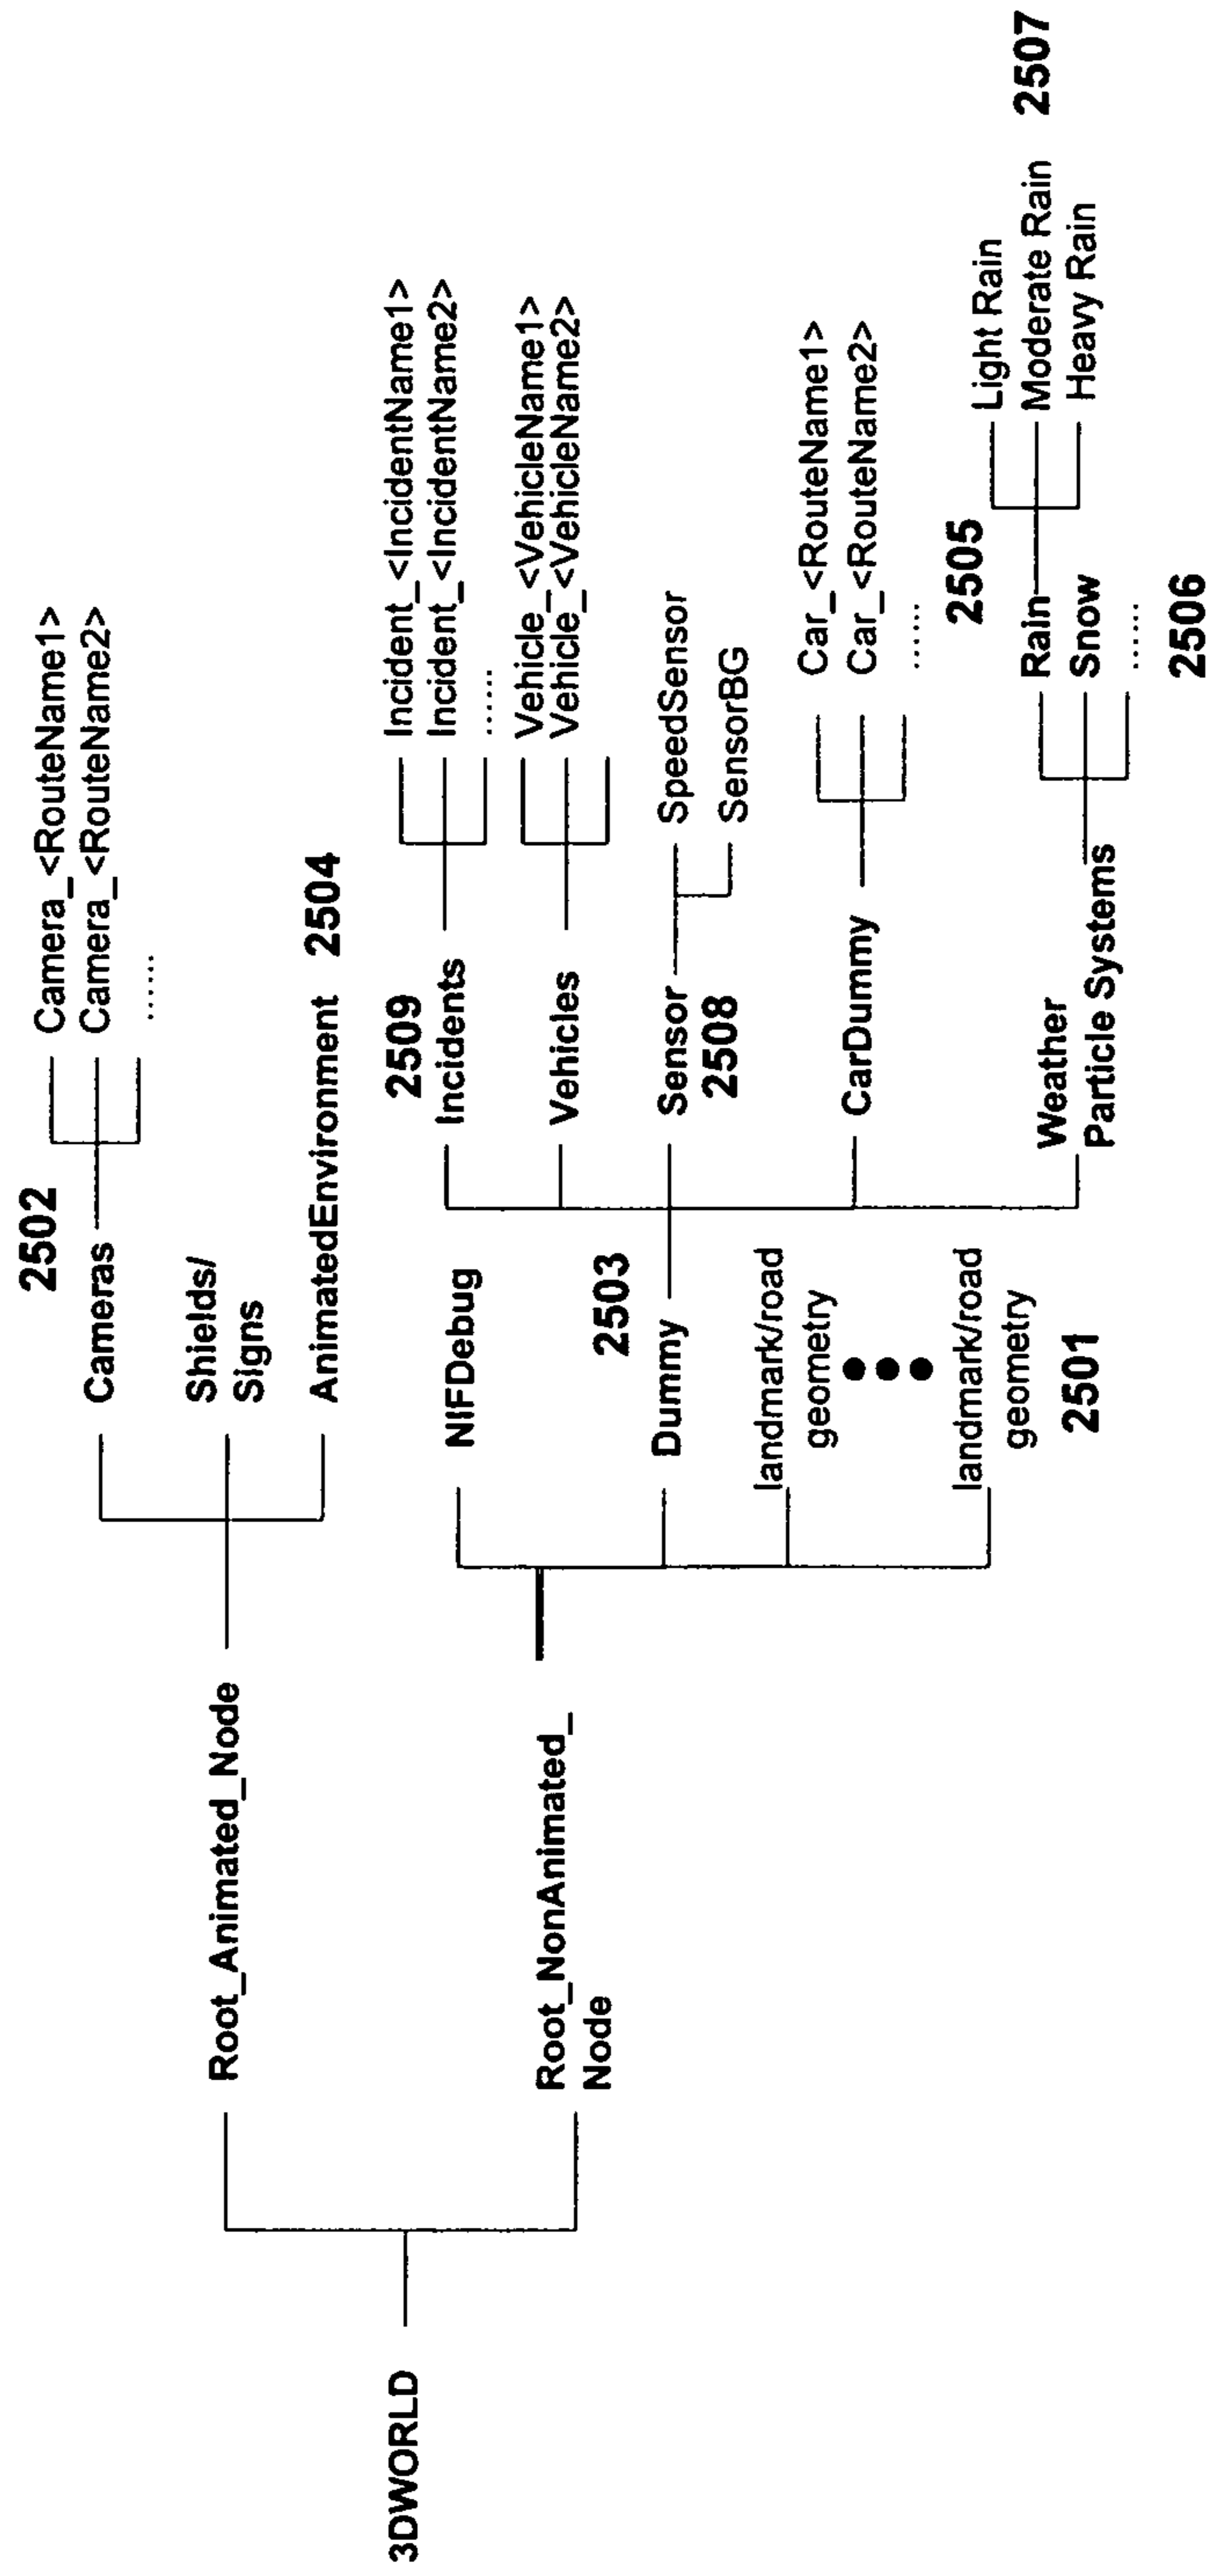 3DWORLD
Root_Animated_Node
Cameras
2502
Camera_<RouteName1>
Camera_<RouteName2>
......
Shields/
Signs
AnimatedEnvironment
2504
Root_NonAnimated_
Node
NIFDebug
2503
Dummy
2509
Incidents
Incident_<IncidentName1>
Incident_<IncidentName2>
......
Vehicles
Vehicle_<VehicleName1>
Vehicle_<VehicleName2>
Sensor
2508
SpeedSensor
SensorBG
CarDummy
Car_<RouteName1>
Car_<RouteName2>
......
Weather
Particle Systems
2505
Rain
Snow
......
2506
Light Rain
Moderate Rain
Heavy Rain
2507
landmark/road
geometry
landmark/road
geometry
2501